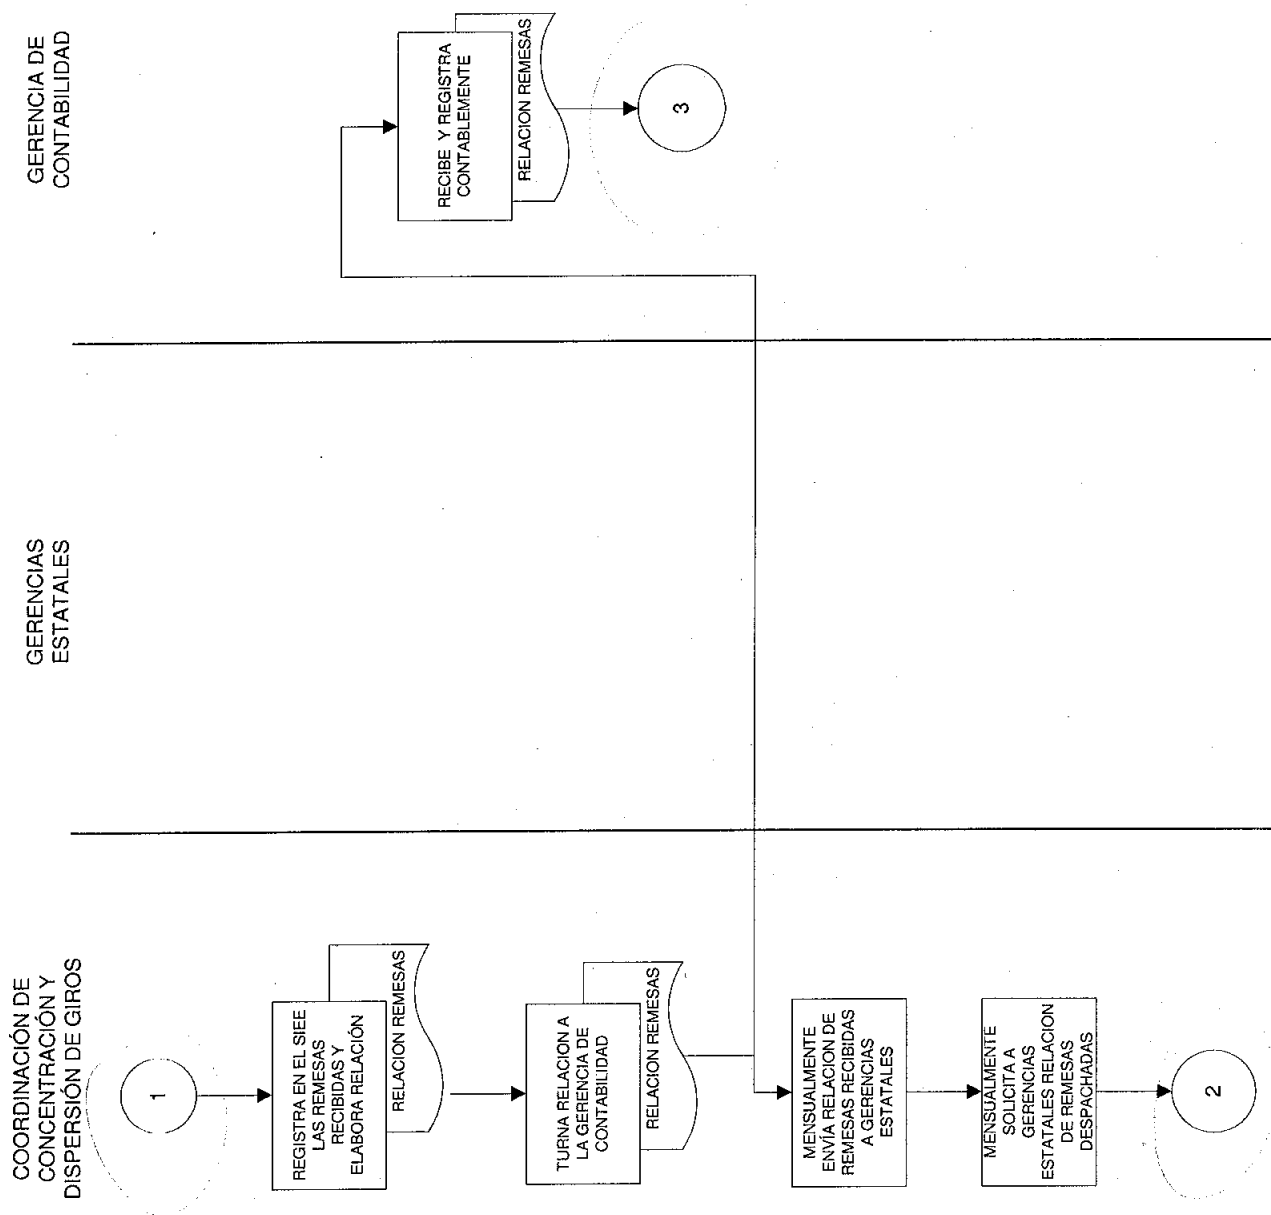 COORDINACIÓN DE
CONCENTRACIÓN Y
DISPERSIÓN DE GIROS
GERENCIAS
ESTATALES
GERENCIA DE
CONTABILIDAD
1
REGISTRA EN EL SIEE
LAS REMESAS
RECIBIDAS Y
ELABORA RELACIÓN
RELACION REMESAS
TURNA RELACION A
LA GERENCIA DE
CONTABILIDAD
RELACION REMESAS
MENSUALMENTE
ENVÍA RELACION DE
REMESAS RECIBIDAS
A GERENCIAS
ESTATALES
MENSUALMENTE
SOLICITA A
GERENCIAS
ESTATALES RELACION
DE REMESAS
DESPACHADAS
2
RECIBE Y REGISTRA
CONTABLEMENTE
RELACION REMESAS
3